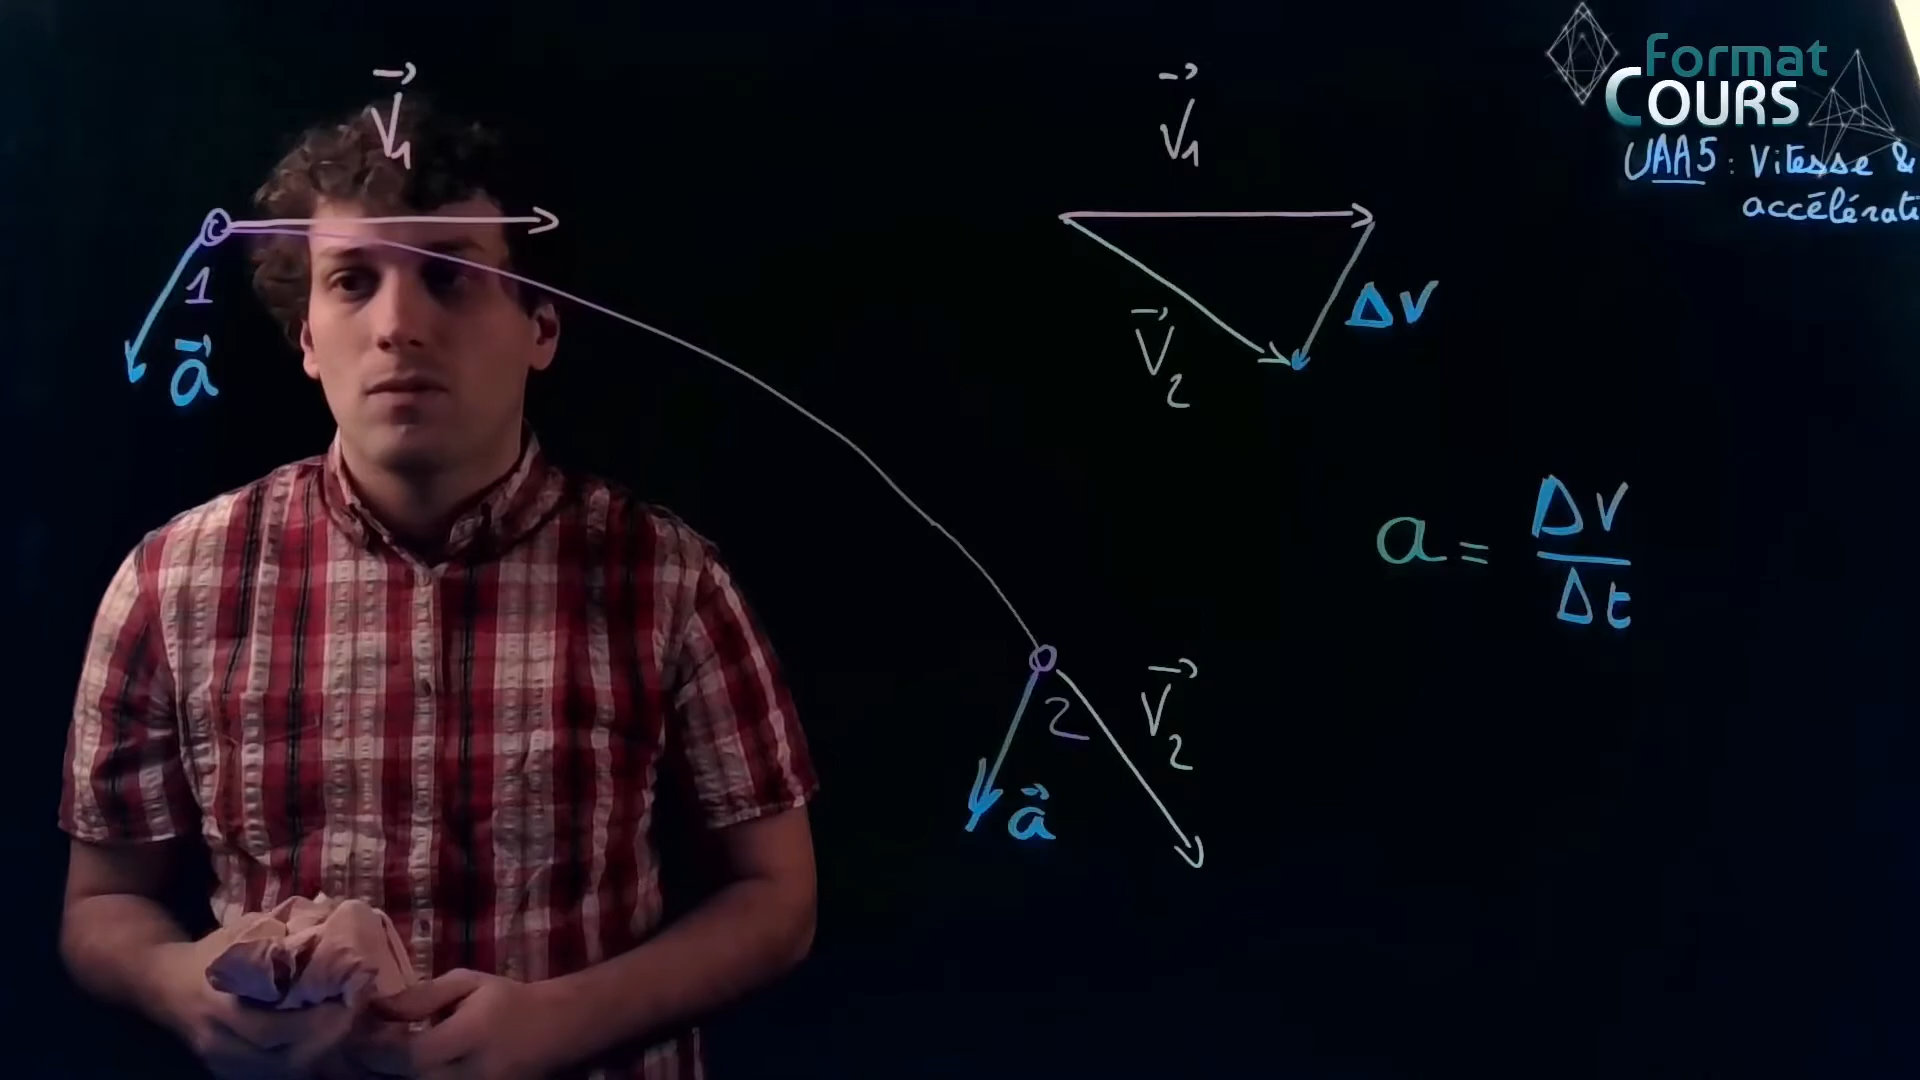 Format
COURS
UAA5 : Vitesse &
accélérati
V₁
V₁
1
a
V₂
ΔV
a = ΔV
Δt
2
V₂
a